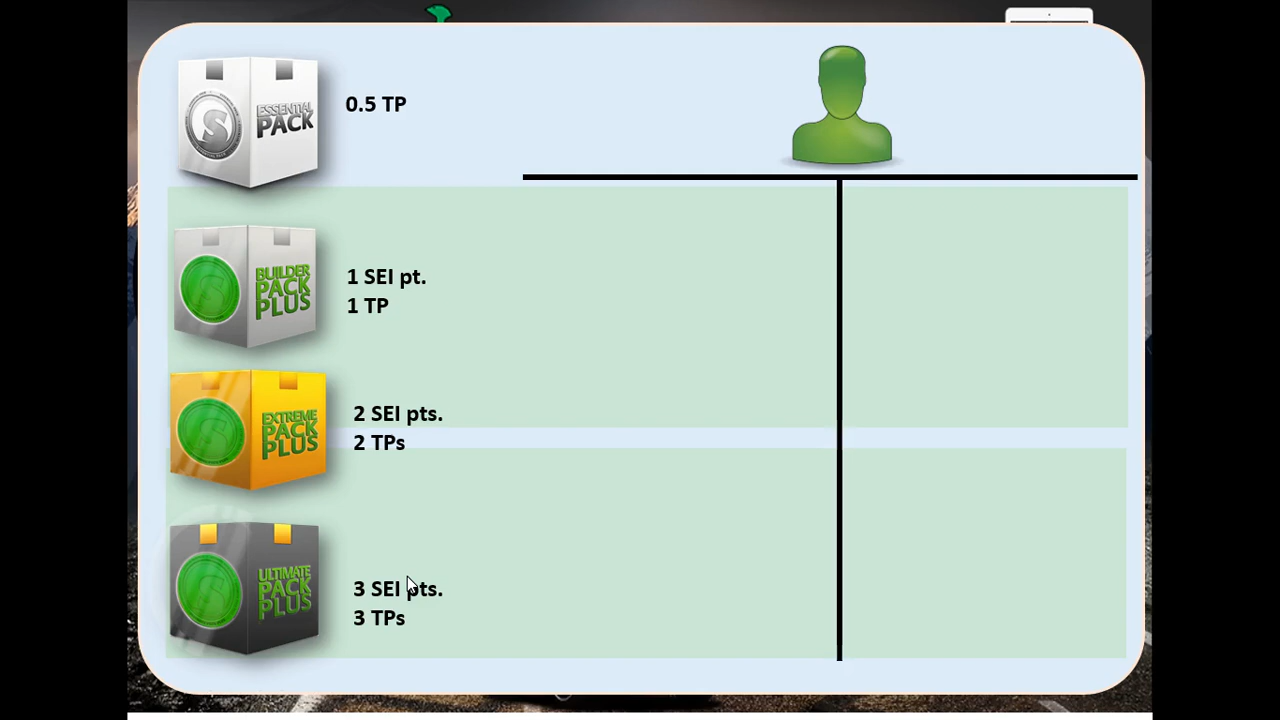 ESSENTIAL
PACK
0.5 TP
BUILDER
PACK
PLUS
1 SEI pt.
1 TP
EXTREME
PACK
PLUS
2 SEI pts.
2 TPs
ULTIMATE
PACK
PLUS
3 SEI pts.
3 TPs